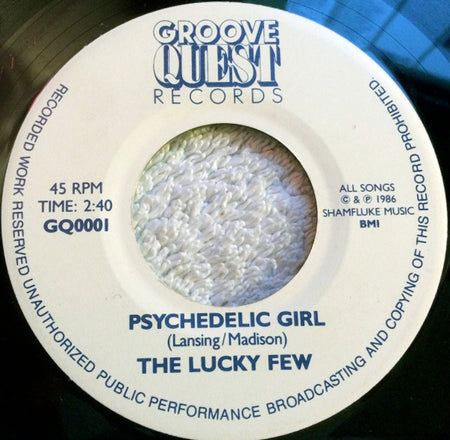 GROOVE
QUEST
RECORDS
45 RPM
TIME: 2:40
GQ0001
ALL SONGS
© & ℗ 1986
SHAMFLUKE MUSIC
BMI
PSYCHEDELIC GIRL
(Lansing/Madison)
THE LUCKY FEW
RECORDED WORK RESERVED UNAUTHORIZED PUBLIC PERFORMANCE BROADCASTING AND COPYING OF THIS RECORD PROHIBITED.